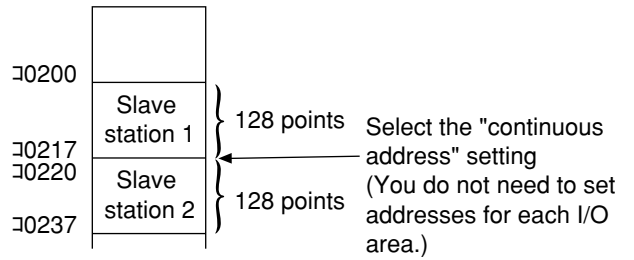 コ0200
Slave
station 1
128 points
コ0217
コ0220
Slave
station 2
128 points
コ0237
Select the "continuous
address" setting
(You do not need to set
addresses for each I/O
area.)